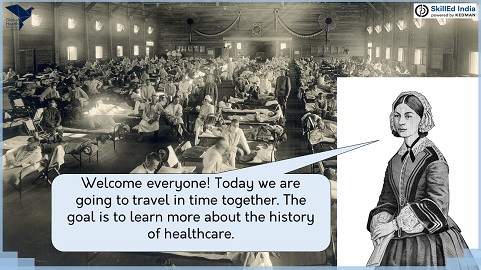 SkillEd India
powered by KEDMAN
Welcome everyone! Today we are
going to travel in time together. The
goal is to learn more about the history
of healthcare.